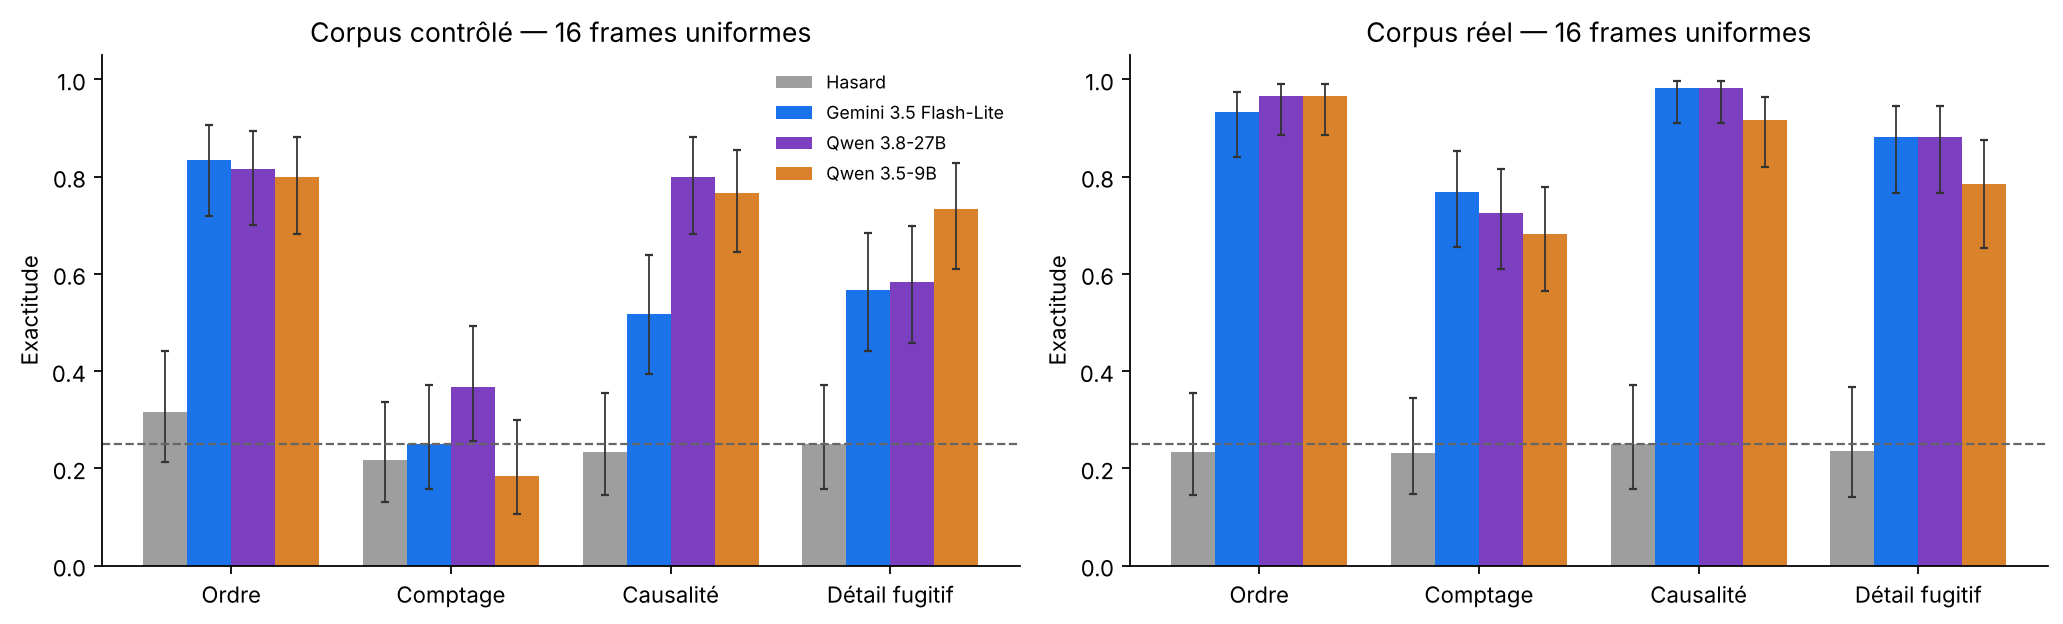 Corpus contrôlé — 16 frames uniformes
Exactitude
1.0
0.8
0.6
0.4
0.2
0.0
Hasard
Gemini 3.5 Flash-Lite
Qwen 3.8-27B
Qwen 3.5-9B
Ordre
Comptage
Causalité
Détail fugitif
Corpus réel — 16 frames uniformes
Exactitude
1.0
0.8
0.6
0.4
0.2
0.0
Ordre
Comptage
Causalité
Détail fugitif